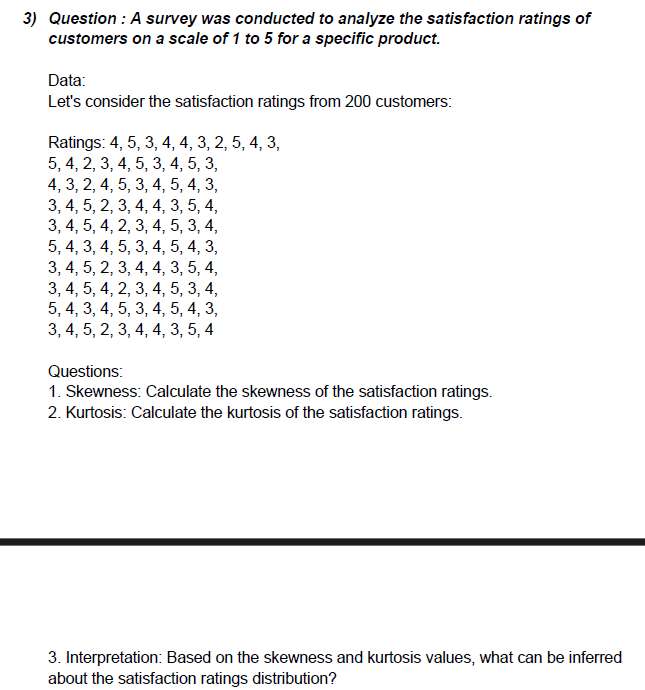 3) Question : A survey was conducted to analyze the satisfaction ratings of
customers on a scale of 1 to 5 for a specific product.
Data:
Let's consider the satisfaction ratings from 200 customers:
Ratings: 4, 5, 3, 4, 4, 3, 2, 5, 4, 3,
5, 4, 2, 3, 4, 5, 3, 4, 5, 3,
4, 3, 2, 4, 5, 3, 4, 5, 4, 3,
3, 4, 5, 2, 3, 4, 4, 3, 5, 4,
3, 4, 5, 4, 2, 3, 4, 5, 3, 4,
5, 4, 3, 4, 5, 3, 4, 5, 4, 3,
3, 4, 5, 2, 3, 4, 4, 3, 5, 4,
3, 4, 5, 4, 2, 3, 4, 5, 3, 4,
5, 4, 3, 4, 5, 3, 4, 5, 4, 3,
3, 4, 5, 2, 3, 4, 4, 3, 5, 4
Questions:
1. Skewness: Calculate the skewness of the satisfaction ratings.
2. Kurtosis: Calculate the kurtosis of the satisfaction ratings.
3. Interpretation: Based on the skewness and kurtosis values, what can be inferred
about the satisfaction ratings distribution?